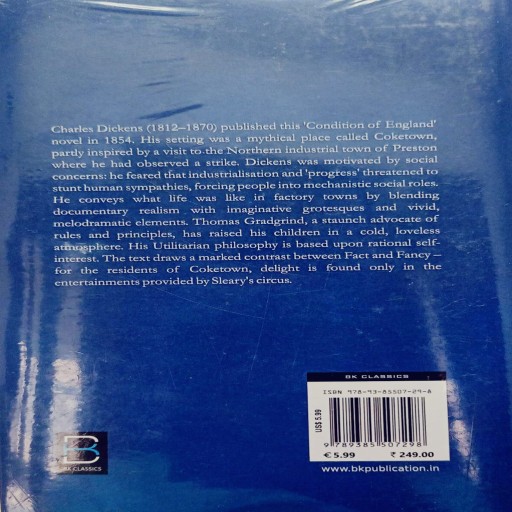 Charles Dickens (1812–1870) published this 'Condition of England'
novel in 1854. His setting was a mythical place called Coketown,
partly inspired by a visit to the Northern industrial town of Preston
where he had observed a strike. Dickens was motivated by social
concerns: he feared that industrialisation and 'progress' threatened to
stunt human sympathies, forcing people into mechanistic social roles.
He conveys what life was like in factory towns by blending
documentary realism with imaginative grotesques and vivid,
melodramatic elements. Thomas Gradgrind, a staunch advocate of
rules and principles, has raised his children in a cold, loveless
atmosphere. His Utilitarian philosophy is based upon rational self-
interest. The text draws a marked contrast between Fact and Fancy –
for the residents of Coketown, delight is found only in the
entertainments provided by Sleary's circus.
BK CLASSICS
ISBN 978-93-85507-29-8
US$ 5.99
9 789385 507298
€ 5.99 ₹ 249.00
www.bkpublication.in
B
BK CLASSICS